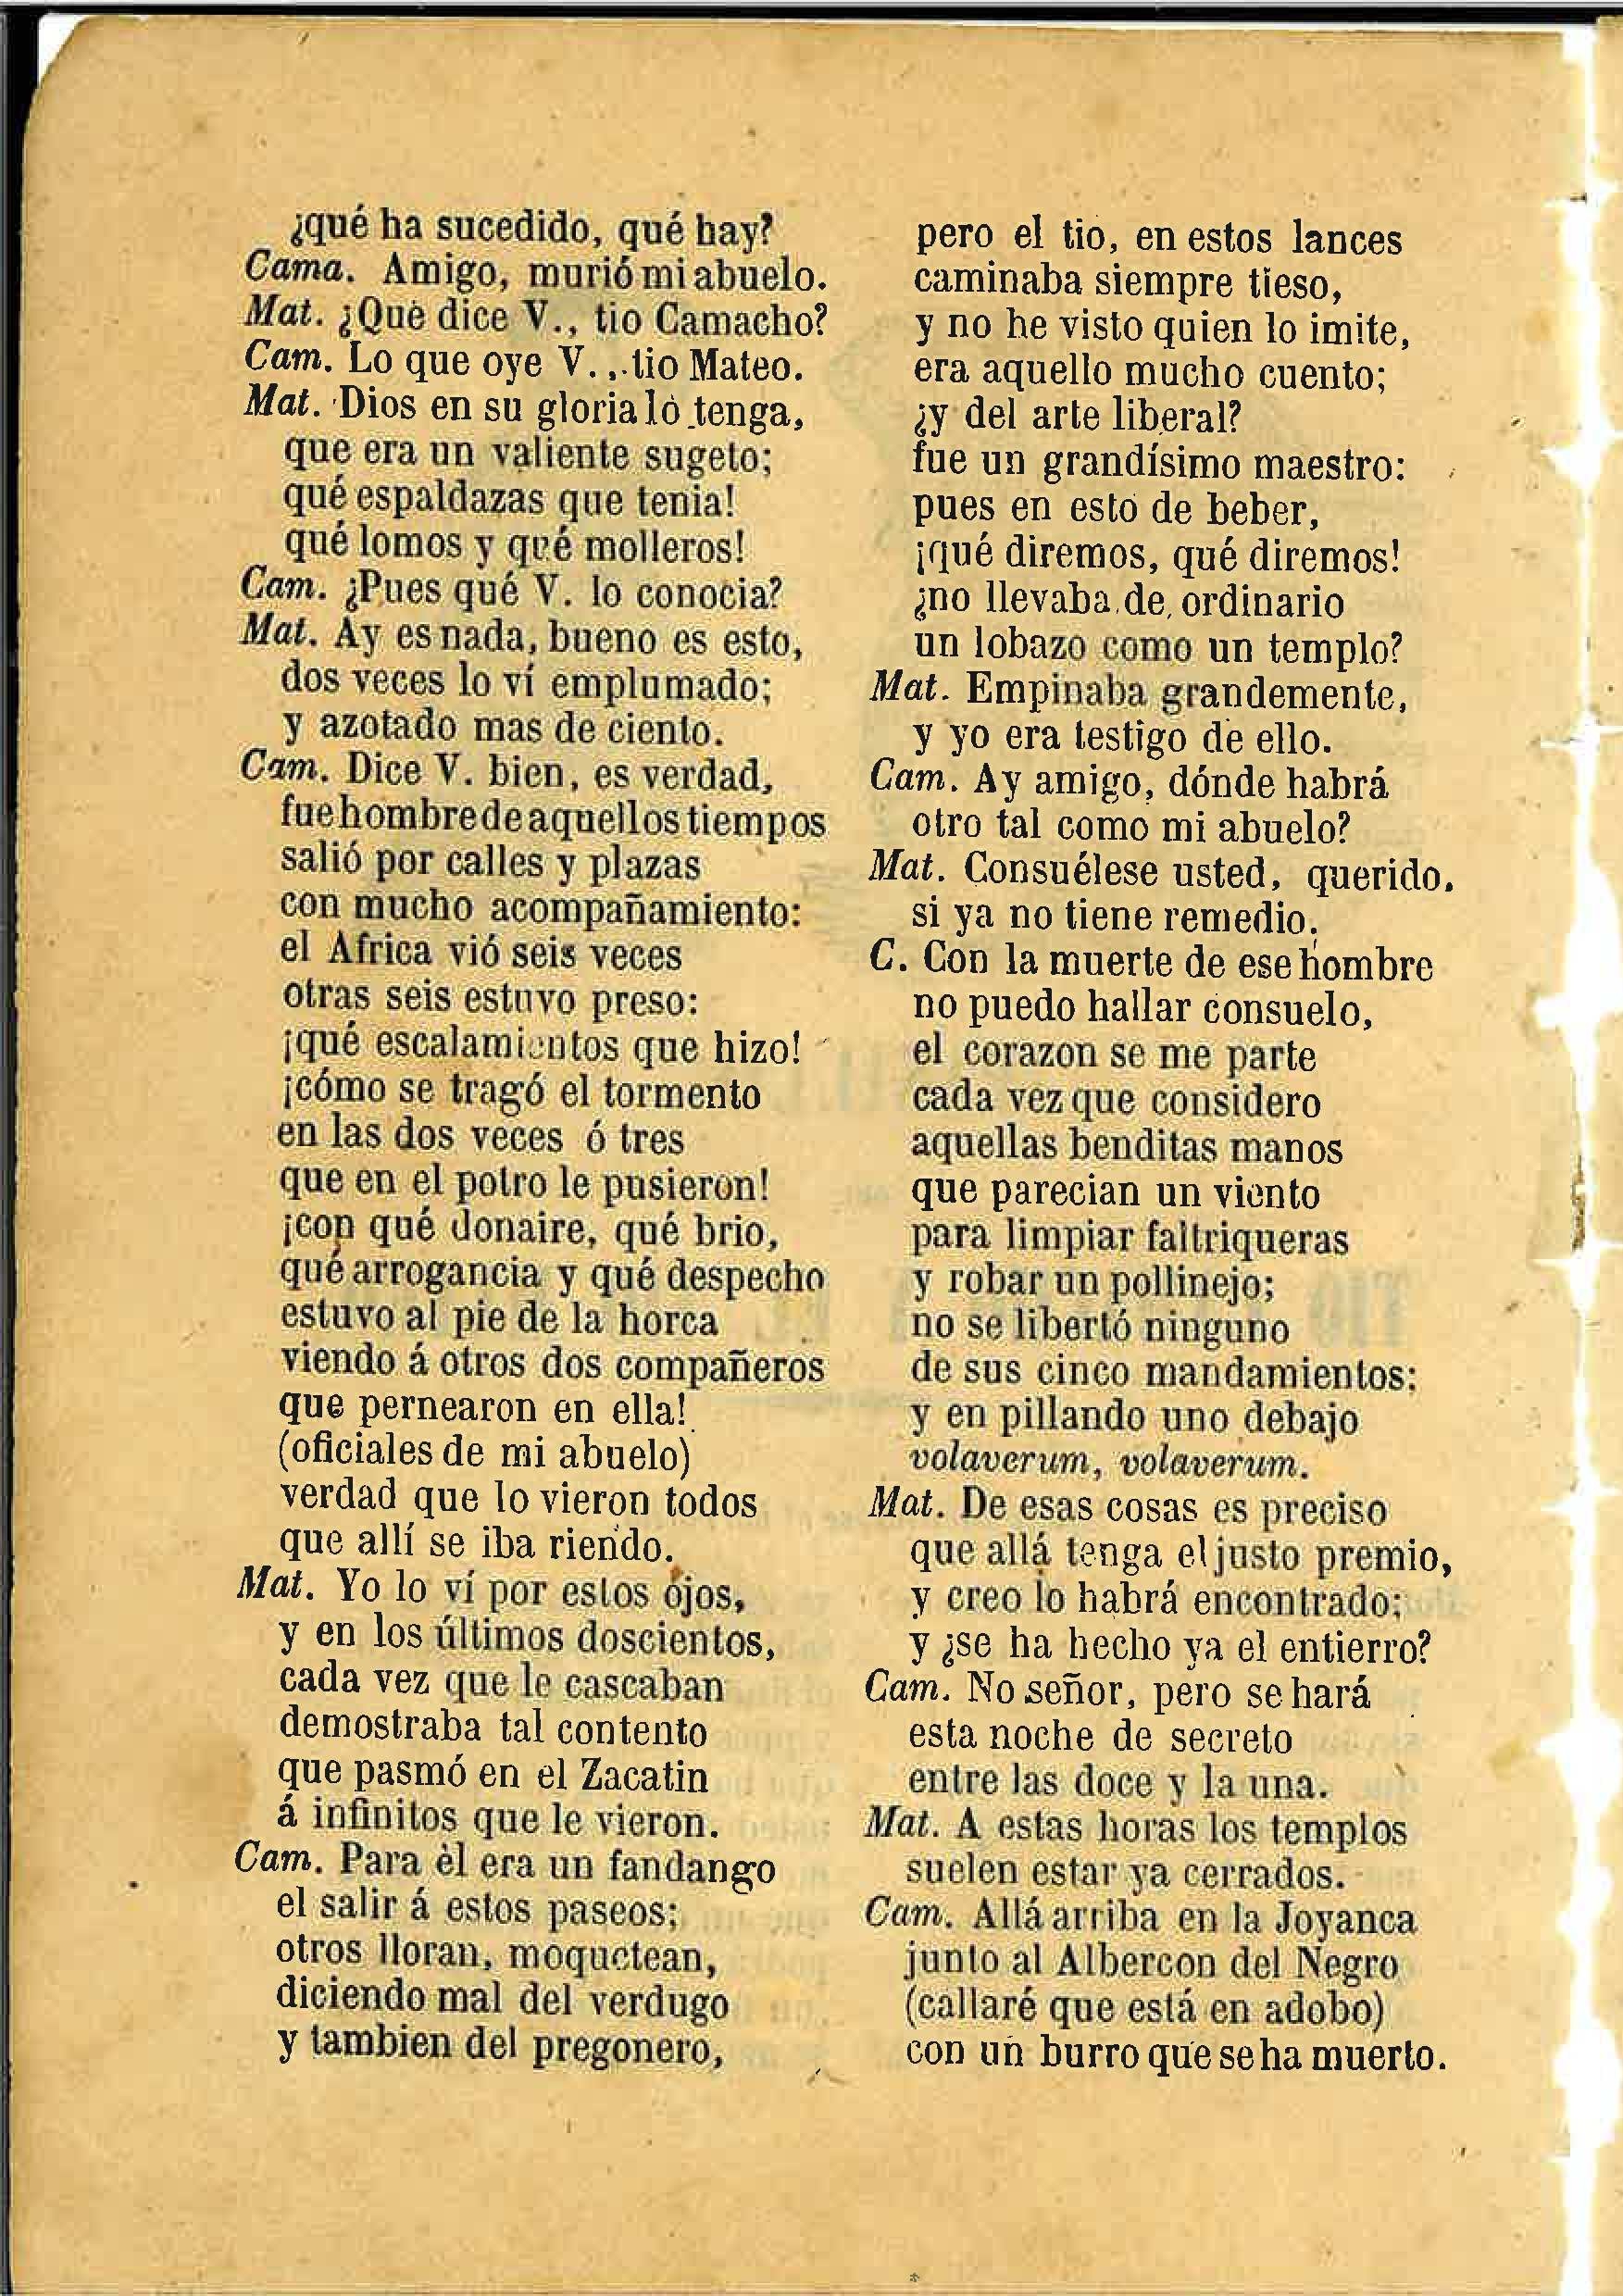 ¿qué ha sucedido, qué hay?
Cama. Amigo, murió mi abuelo.
Mat. ¿Què dice V., tio Camacho?
Cam. Lo que oye V., tio Mateo.
Mat. Dios en su gloria lo tenga,
que era un valiente sugeto;
qué espaldazas que tenia!
qué lomos y qué molleros!
Cam. ¿Pues qué V. lo conocia?
Mat. Ay es nada, bueno es esto,
dos veces lo ví emplumado;
y azotado mas de ciento.
Cam. Dice V. bien, es verdad,
fue hombre de aquellos tiempos
salió por calles y plazas
con mucho acompañamiento:
el Africa vió seis veces
otras seis estuvo preso:
¡qué escalamientos que hizo!
¡cómo se tragó el tormento
en las dos veces ó tres
que en el potro le pusieron!
¡con qué donaire, qué brio,
qué arrogancia y qué despecho
estuvo al pie de la horca
viendo á otros dos compañeros
que pernearon en ella!
(oficiales de mi abuelo)
verdad que lo vieron todos
que allí se iba riendo.
Mat. Yo lo ví por estos ojos,
y en los últimos doscientos,
cada vez que le cascaban
demostraba tal contento
que pasmó en el Zacatin
á infinitos que le vieron.
Cam. Para èl era un fandango
el salir á estos paseos;
otros lloran, moquetean,
diciendo mal del verdugo
y tambien del pregonero,
pero el tio, en estos lances
caminaba siempre tieso,
y no he visto quien lo imite,
era aquello mucho cuento;
¿y del arte liberal?
fue un grandísimo maestro:
pues en esto de beber,
¡qué diremos, qué diremos!
¿no llevaba de ordinario
un lobazo como un templo?
Mat. Empinaba grandemente,
y yo era testigo de ello.
Cam. Ay amigo, dónde habrá
otro tal como mi abuelo?
Mat. Consuélese usted, querido.
si ya no tiene remedio.
C. Con la muerte de ese hombre
no puedo hallar consuelo,
el corazon se me parte
cada vez que considero
aquellas benditas manos
que parecian un viento
para limpiar faltriqueras
y robar un pollinejo;
no se libertó ninguno
de sus cinco mandamientos:
y en pillando uno debajo
volaverum, volaverum.
Mat. De esas cosas es preciso
que allá tenga el justo premio,
y creo lo habrá encontrado;
y ¿se ha hecho ya el entierro?
Cam. No señor, pero se hará
esta noche de secreto
entre las doce y la una.
Mat. A estas horas los templos
suelen estar ya cerrados.
Cam. Allá arriba en la Joyanca
junto al Albercon del Negro
(callaré que está en adobo)
con un burro que se ha muerto.